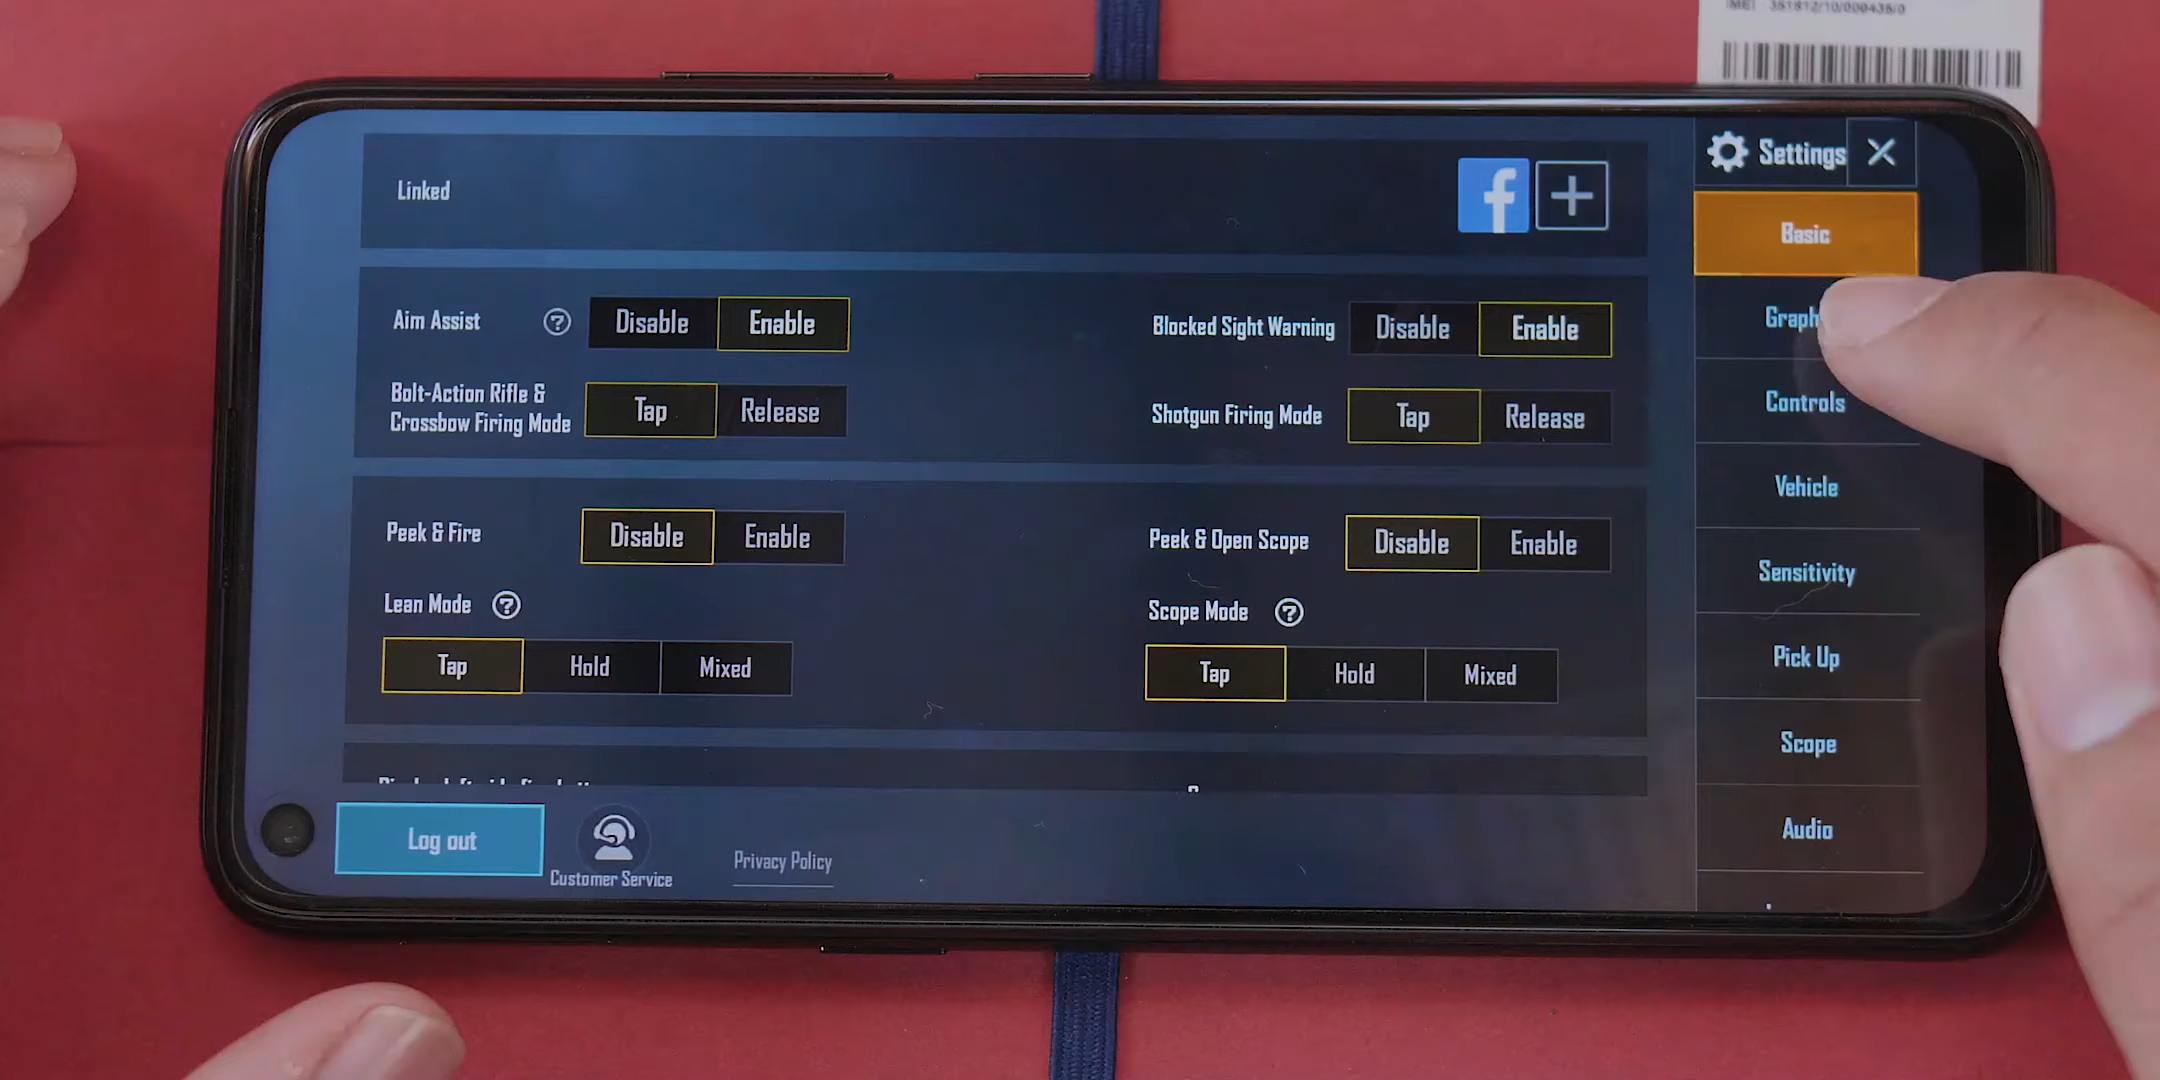 Linked
Settings
Basic
Aim Assist ? Disable Enable
Blocked Sight Warning Disable Enable
Bolt-Action Rifle &
Crossbow Firing Mode Tap Release
Shotgun Firing Mode Tap Release
Peek & Fire Disable Enable
Peek & Open Scope Disable Enable
Lean Mode ?
Tap Hold Mixed
Scope Mode ?
Tap Hold Mixed
Log out
Customer Service
Privacy Policy
Graph
Controls
Vehicle
Sensitivity
Pick Up
Scope
Audio